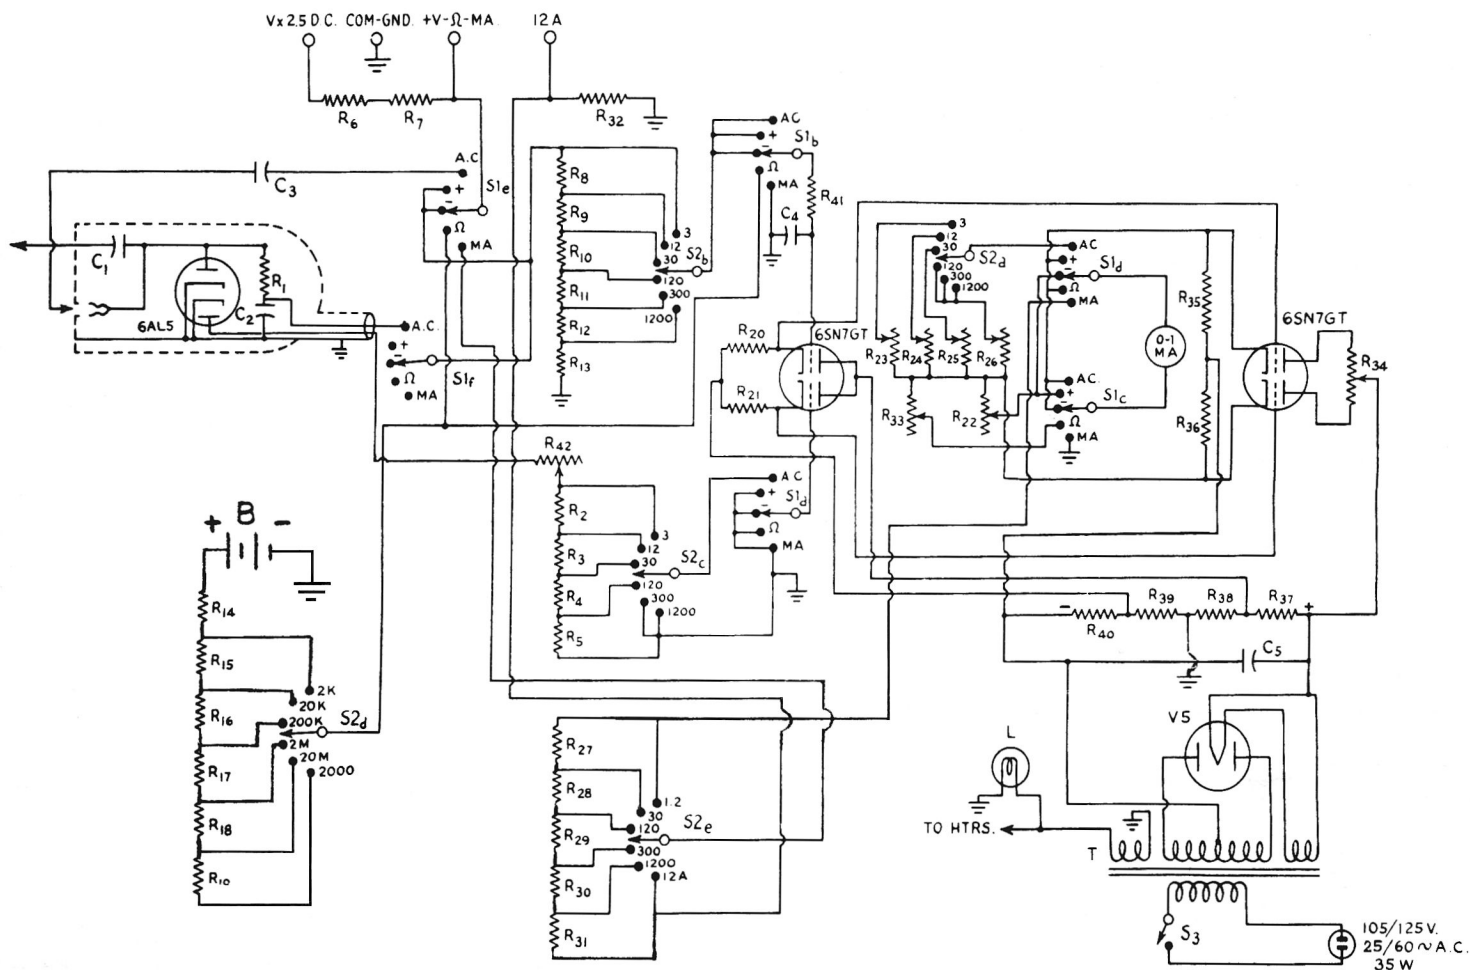 Vx2.5 D.C. COM-GND. +V-Ω-MA. 12A
R6 R7 R32
A.C.
+
-
Ω
MA
S1e
C3
R8
R9
R10
R11
R12
R13
3
12
30
120
300
1200
S2b
AC
+
-
Ω
MA
S1b
R41
C4
C1
6AL5
R1
C2
A.C.
+
-
Ω
MA
S1f
R20
R21
6SN7GT
3
12
30
120
300
1200
S2d
R23 R24 R25 R26
R33 R22
AC
+
-
Ω
MA
S1d
0-1
MA
AC.
+
-
Ω
MA
S1c
R35
R36
6SN7GT
R34
R42
R2
R3
R4
R5
3
12
30
120
300
1200
S2c
AC
+
-
Ω
MA
S1d
+ B -
R14
R15
R16
R17
R18
R10
2K
20K
200K
2M
20M
2000
S2d
- R40 R39 R38 R37 +
C5
R27
R28
R29
R30
R31
1.2
30
120
300
1200
12A
S2e
V5
L
TO HTRS.
T
S3
105/125V.
25/60~A.C.
35W